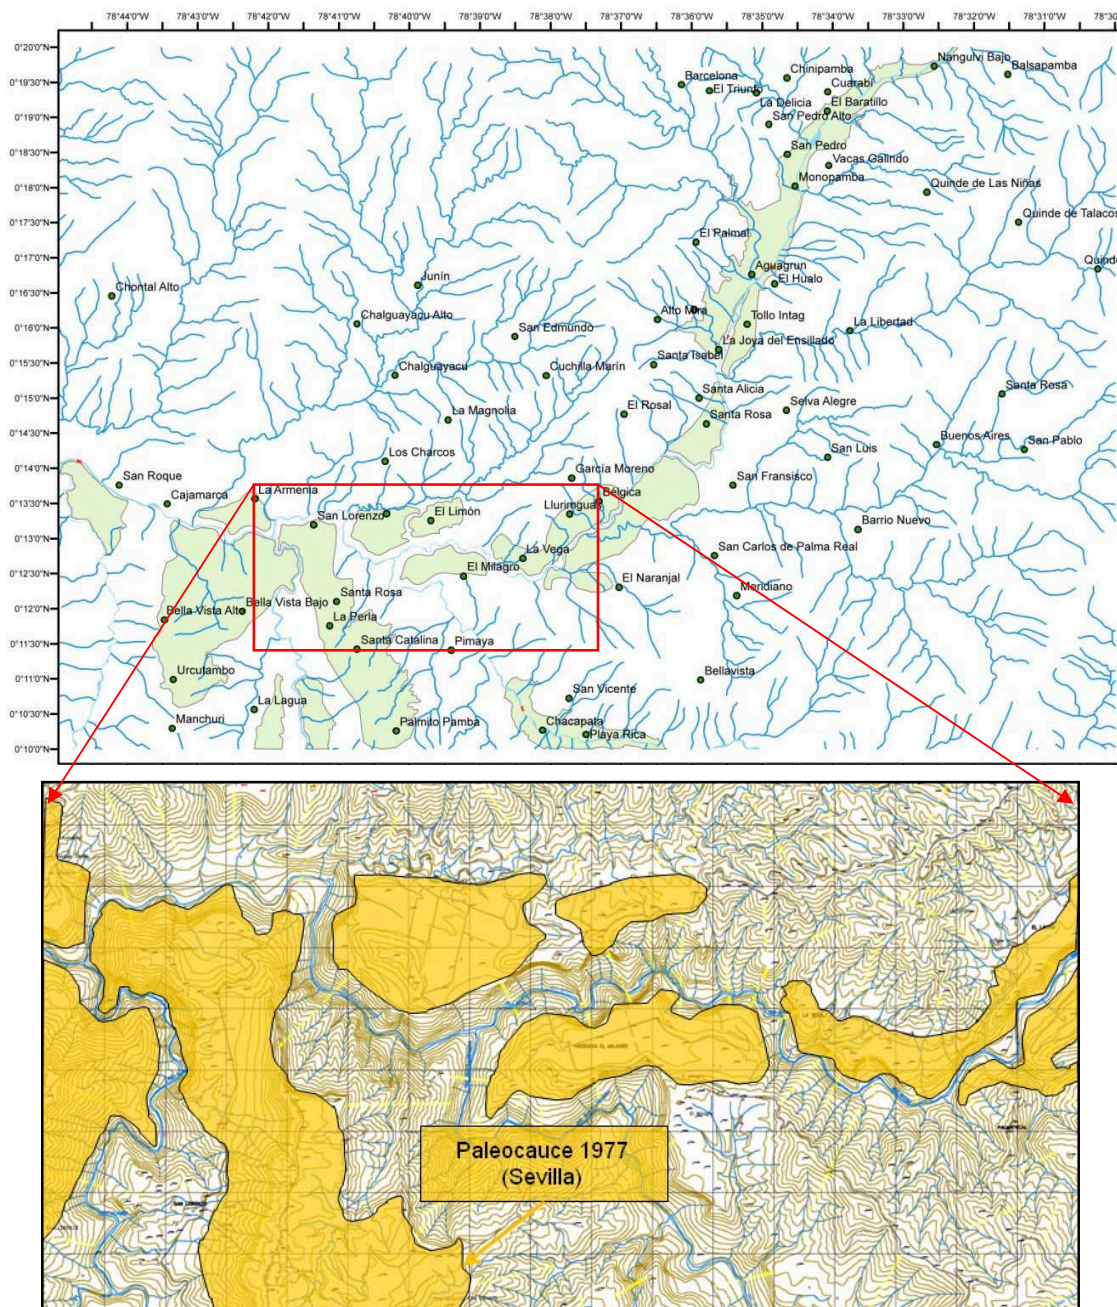 78°44'0"W 78°43'0"W 78°42'0"W 78°41'0"W 78°40'0"W 78°39'0"W 78°38'0"W 78°37'0"W 78°36'0"W 78°35'0"W 78°34'0"W 78°33'0"W 78°32'0"W 78°31'0"W 78°30
0°20'0"N
Nangulvi Bajo
0°19'30"N
Barcelona
Chinipamba
Balsapamba
El Triunfo
Cuarabi
La Delicia
El Baratillo
0°19'0"N
San Pedro Alto
0°18'30"N
San Pedro
Vacas Galindo
0°18'0"N
Monopamba
Quinde de Las Niñas
0°17'30"N
Quinde de Talacos
El Palmal
0°17'0"N
Aguagrun
Quinde
0°16'30"N
Chontal Alto
Junín
El Hualo
0°16'0"N
Chalguayacu Alto
San Edmundo
Alto Mira
Tollo Intag
La Libertad
0°15'30"N
La Joya del Ensillado
Chalguayacu
Cuchilla Marín
Santa Isabel
0°15'0"N
Santa Alicia
Santa Rosa
La Magnolia
El Rosal
Santa Rosa
Selva Alegre
0°14'30"N
Buenos Aires
San Pablo
0°14'0"N
Los Charcos
San Luis
San Roque
García Moreno
San Fransisco
0°13'30"N
Cajamarca
La Armenia
Llurimgua
Bélgica
San Lorenzo
El Limón
0°13'0"N
Barrio Nuevo
La Vega
San Carlos de Palma Real
0°12'30"N
El Milagro
El Naranjal
Meridiano
0°12'0"N
Bella Vista Alto
Bella Vista Bajo
Santa Rosa
La Perla
0°11'30"N
Santa Catalina
Pimaya
0°11'0"N
Urcutambo
Bellavista
0°10'30"N
La Lagua
San Vicente
Manchuri
Palmito Pamba
Chacapata
Playa Rica
0°10'0"N
HACIENDA EL MILAGRO
Paleocauce 1977
(Sevilla)